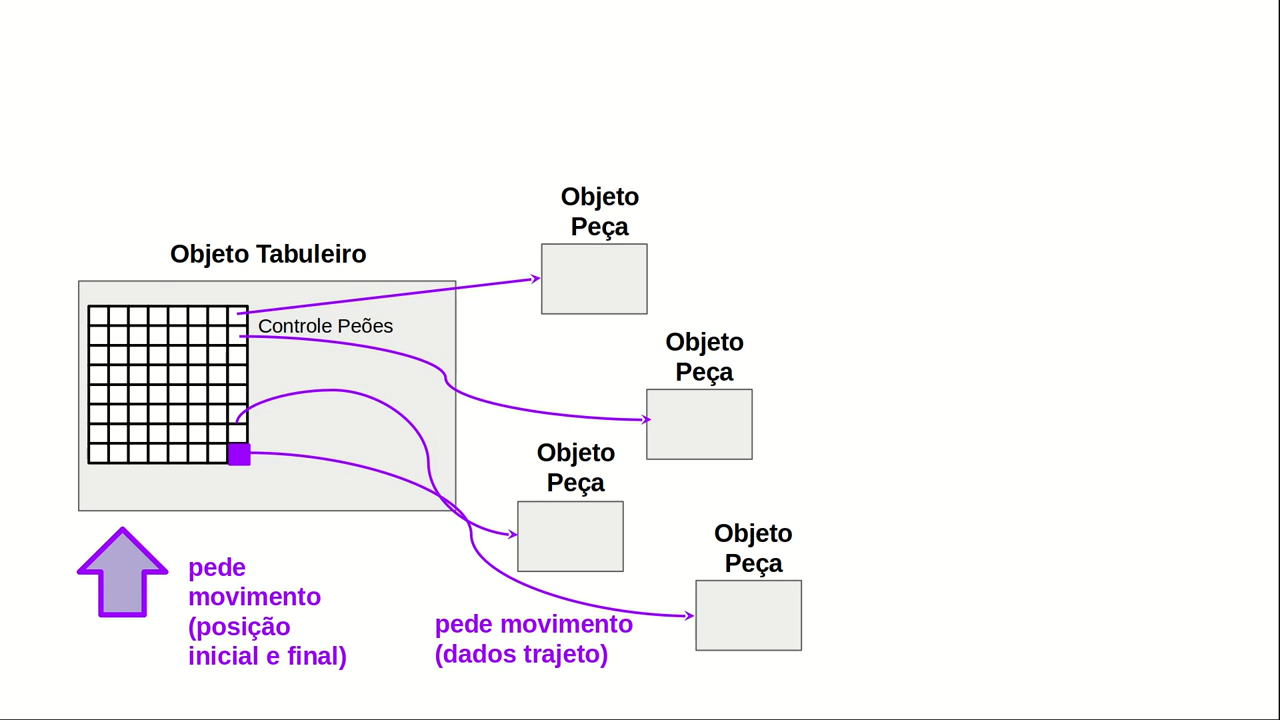 Objeto
Peça
Objeto Tabuleiro
Controle Peões
Objeto
Peça
Objeto
Peça
Objeto
Peça
pede
movimento
(posição
inicial e final)
pede movimento
(dados trajeto)